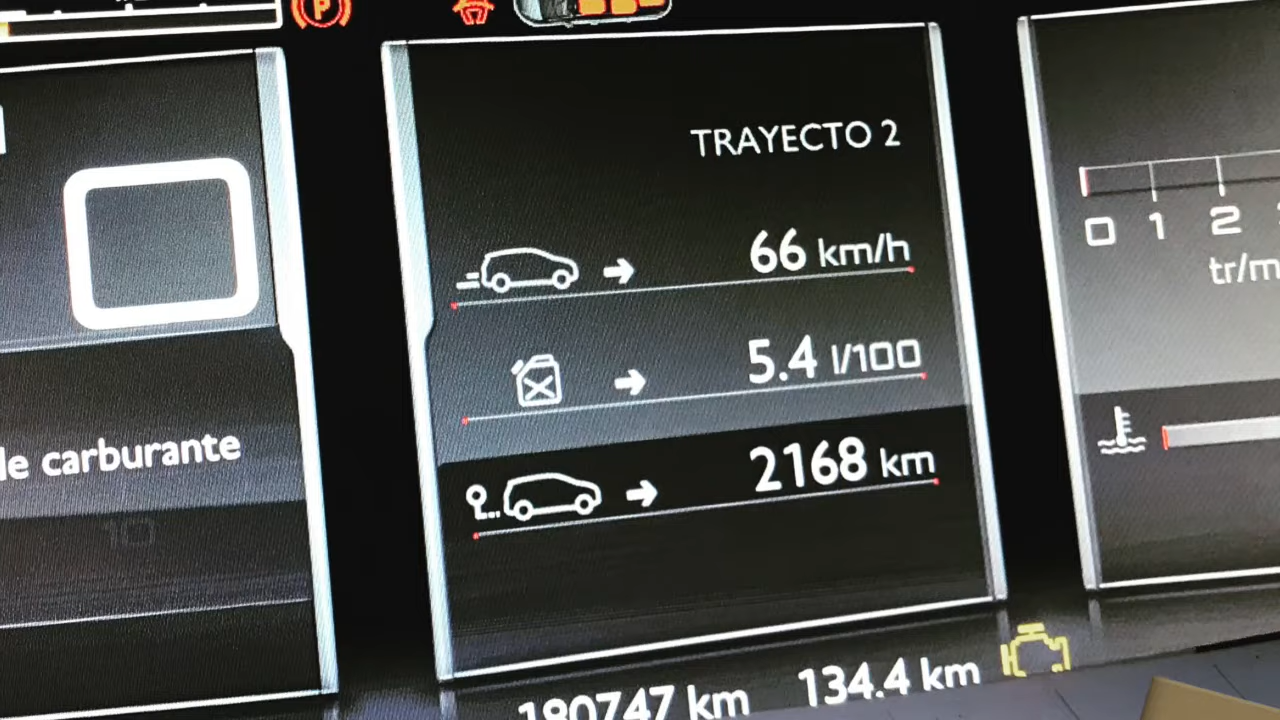 P
TRAYECTO 2
66 km/h
5.4 l/100
2168 km
le carburante
10
0 1 2
tr/m
180747 km 134.4 km